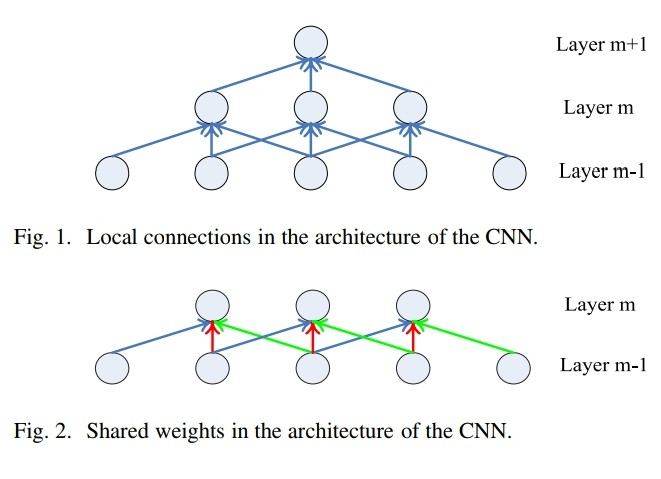 Layer m+1
Layer m
Layer m-1
Fig. 1. Local connections in the architecture of the CNN.
Layer m
Layer m-1
Fig. 2. Shared weights in the architecture of the CNN.